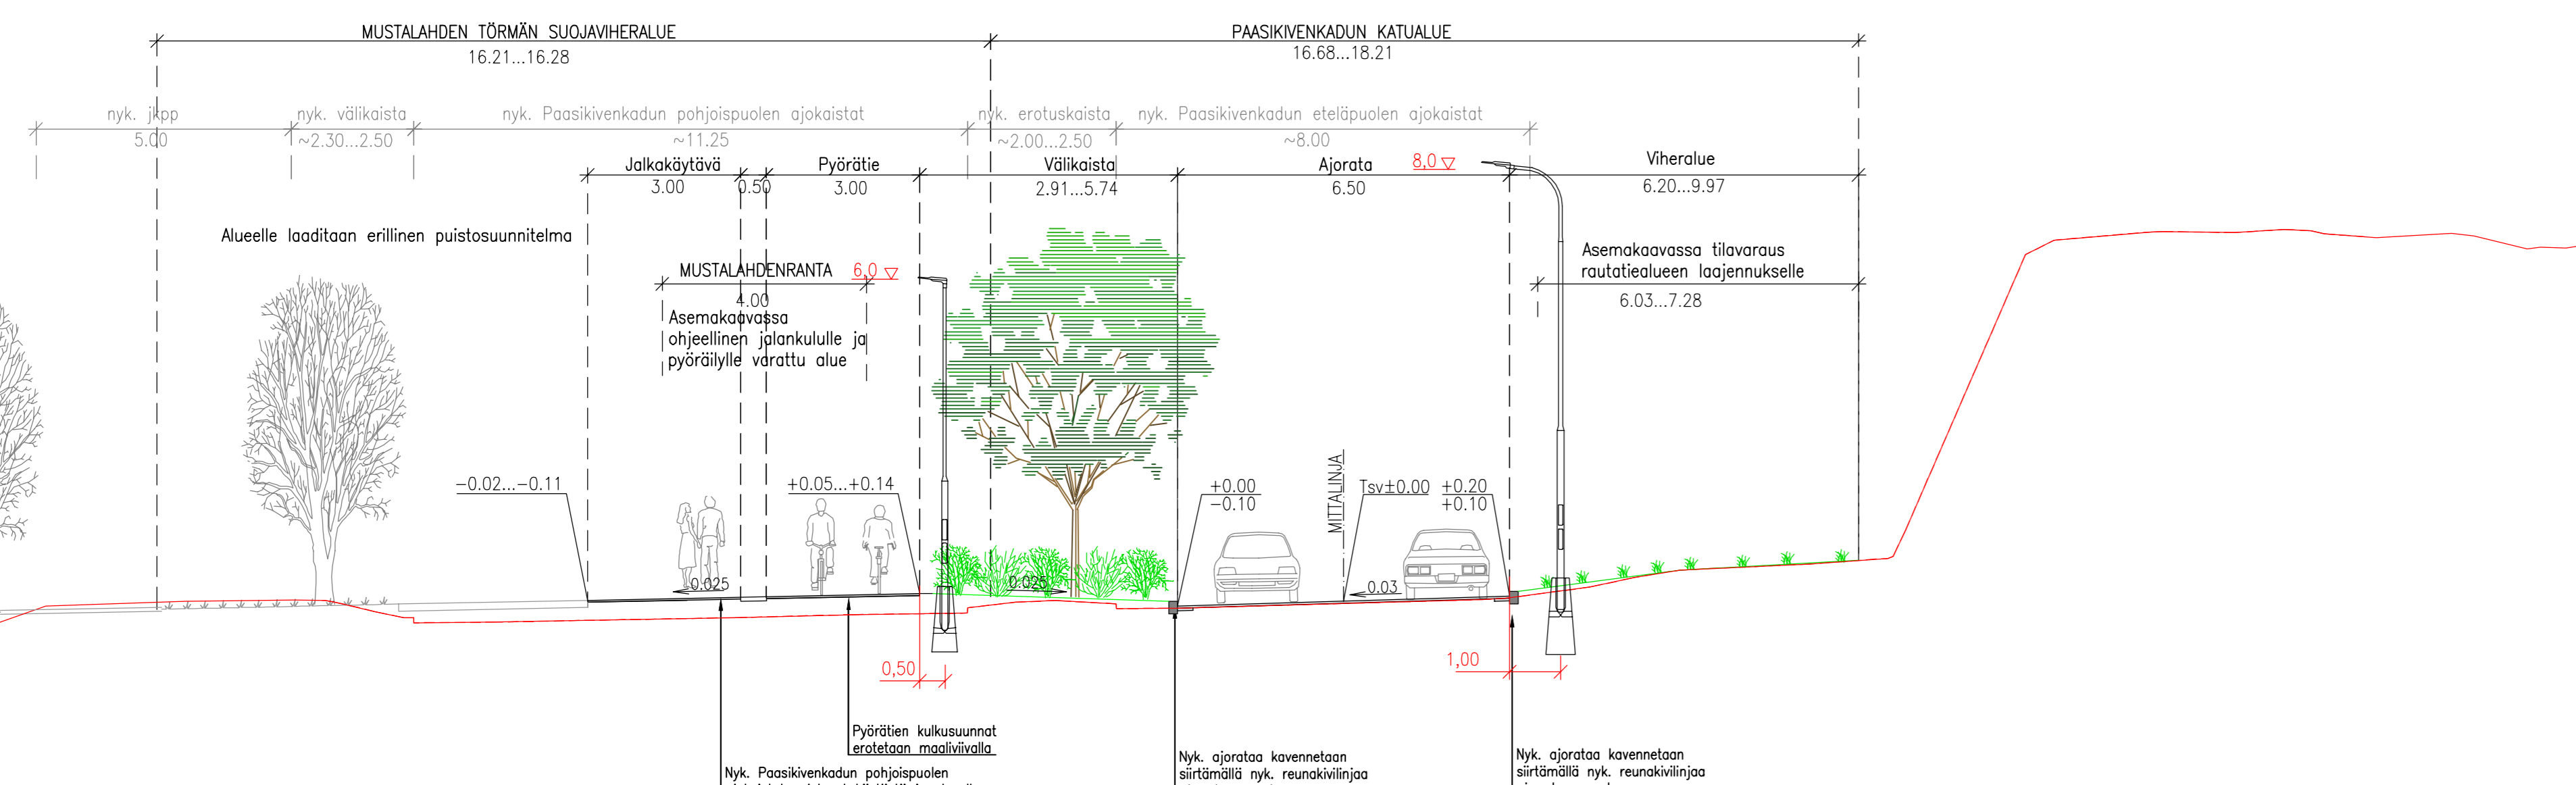 MUSTALAHDEN TÖRMÄN SUOJAVIHERALUE
16.21...16.28
PAASIKIVENKADUN KATUALUE
16.68...18.21
nyk. jkpp
5.00
nyk. välikaista
~2.30...2.50
nyk. Paasikivenkadun pohjoispuolen ajokaistat
~11.25
nyk. erotuskaista
~2.00...2.50
nyk. Paasikivenkadun eteläpuolen ajokaistat
~8.00
Jalkakäytävä
3.00
0.50
Pyörätie
3.00
Välikaista
2.91...5.74
Ajorata
6.50
8,0
Viheralue
6.20...9.97
Alueelle laaditaan erillinen puistosuunnitelma
MUSTALAHDENRANTA
6,0
4.00
Asemakaavassa
ohjeellinen jalankululle ja
pyöräilylle varattu alue
Asemakaavassa tilavaraus
rautatiealueen laajennukselle
6.03...7.28
-0.02...-0.11
+0.05...+0.14
+0.00
-0.10
MITTALINJA
Tsv±0.00
+0.20
+0.10
0.025
0.025
0.03
0,50
1,00
Pyörätien kulkusuunnat
erotetaan maaliviivalla
Nyk. Paasikivenkadun pohjoispuolen
Nyk. ajorataa kavennetaan
siirtämällä nyk. reunakivilinjaa
Nyk. ajorataa kavennetaan
siirtämällä nyk. reunakivilinjaa